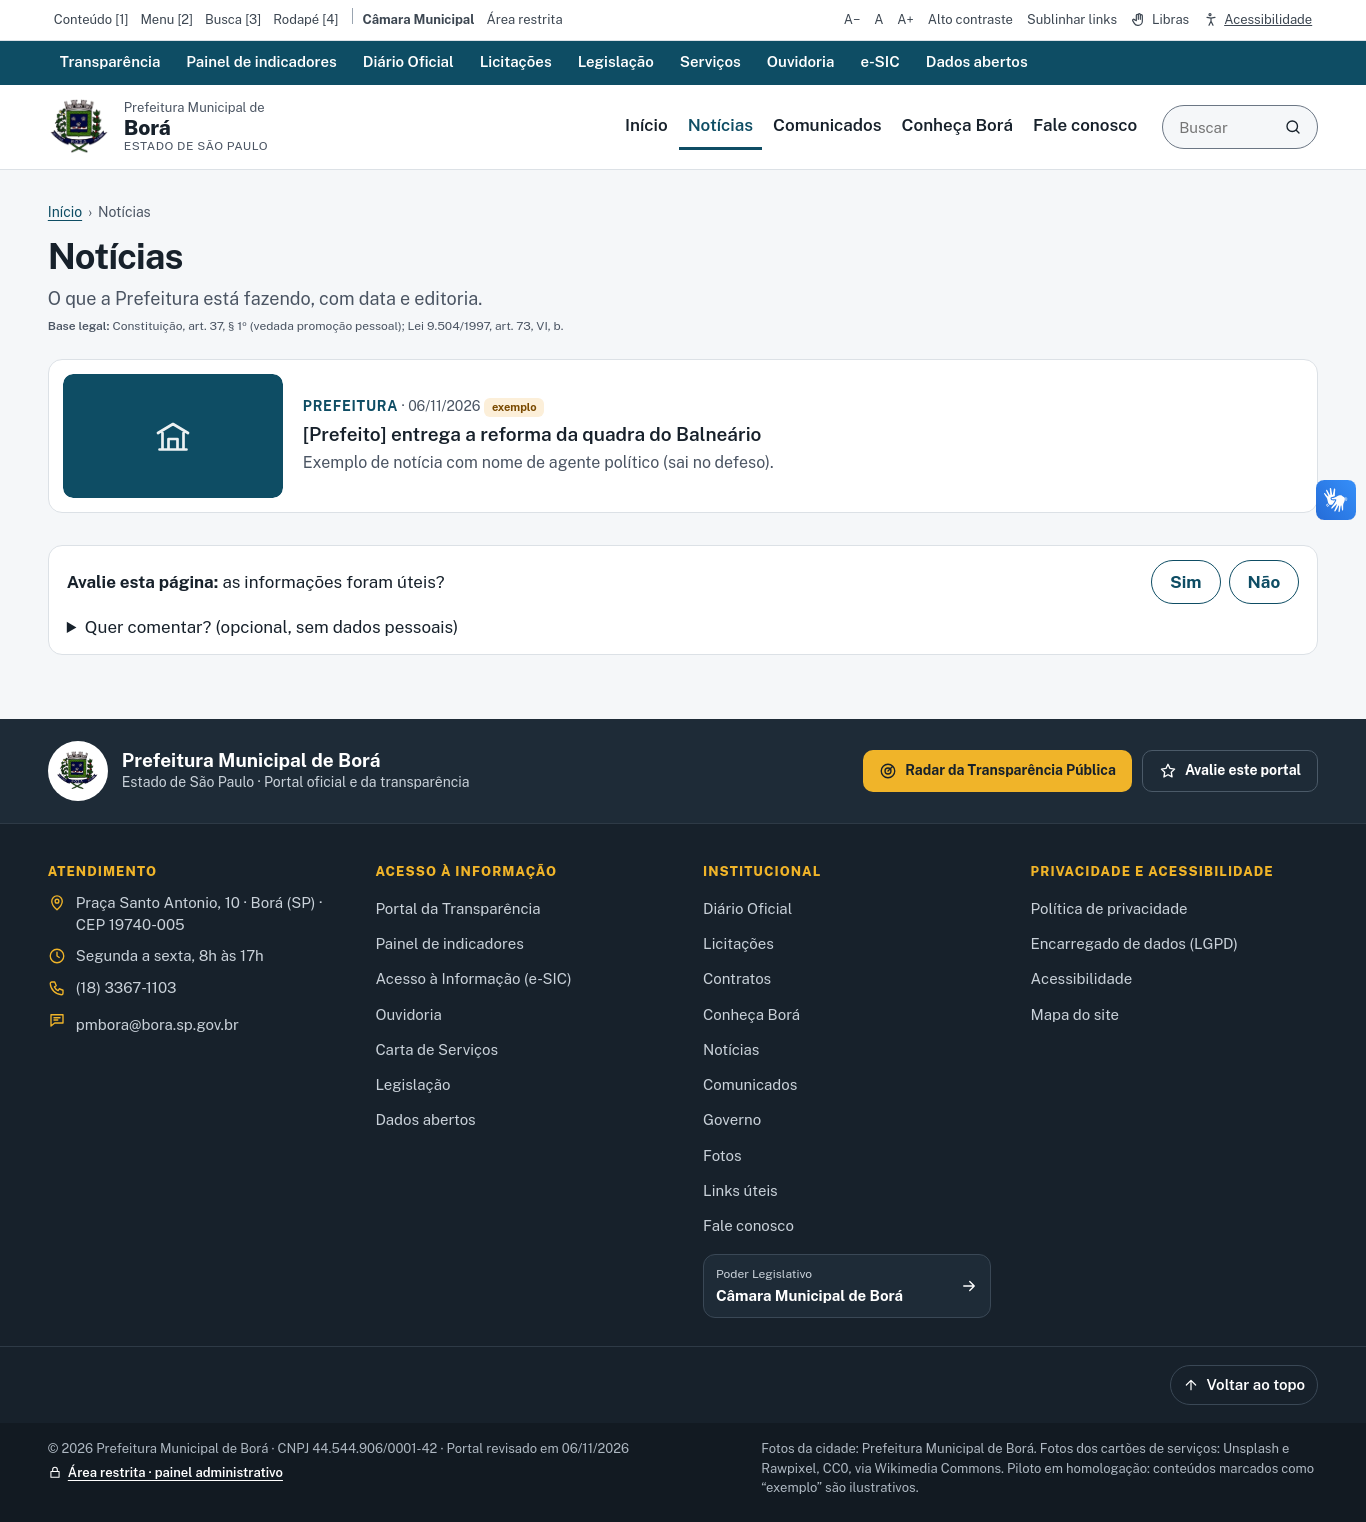 Conteúdo [1] Menu [2] Busca [3] Rodapé [4] Câmara Municipal Área restrita A− A A+ Alto contraste Sublinhar links Libras Acessibilidade
Transparência Painel de indicadores Diário Oficial Licitações Legislação Serviços Ouvidoria e-SIC Dados abertos
Prefeitura Municipal de
Borá
ESTADO DE SÃO PAULO
Início Notícias Comunicados Conheça Borá Fale conosco Buscar
Início › Notícias
Notícias
O que a Prefeitura está fazendo, com data e editoria.
Base legal: Constituição, art. 37, § 1º (vedada promoção pessoal); Lei 9.504/1997, art. 73, VI, b.
PREFEITURA · 06/11/2026 exemplo
[Prefeito] entrega a reforma da quadra do Balneário
Exemplo de notícia com nome de agente político (sai no defeso).
Avalie esta página: as informações foram úteis? Sim Não
Quer comentar? (opcional, sem dados pessoais)
Prefeitura Municipal de Borá
Estado de São Paulo · Portal oficial e da transparência
Radar da Transparência Pública Avalie este portal
ATENDIMENTO
Praça Santo Antonio, 10 · Borá (SP) ·
CEP 19740-005
Segunda a sexta, 8h às 17h
(18) 3367-1103
pmbora@bora.sp.gov.br
ACESSO À INFORMAÇÃO
Portal da Transparência
Painel de indicadores
Acesso à Informação (e-SIC)
Ouvidoria
Carta de Serviços
Legislação
Dados abertos
INSTITUCIONAL
Diário Oficial
Licitações
Contratos
Conheça Borá
Notícias
Comunicados
Governo
Fotos
Links úteis
Fale conosco
Poder Legislativo
Câmara Municipal de Borá
PRIVACIDADE E ACESSIBILIDADE
Política de privacidade
Encarregado de dados (LGPD)
Acessibilidade
Mapa do site
Voltar ao topo
© 2026 Prefeitura Municipal de Borá · CNPJ 44.544.906/0001-42 · Portal revisado em 06/11/2026
Área restrita · painel administrativo
Fotos da cidade: Prefeitura Municipal de Borá. Fotos dos cartões de serviços: Unsplash e
Rawpixel, CC0, via Wikimedia Commons. Piloto em homologação: conteúdos marcados como
“exemplo” são ilustrativos.